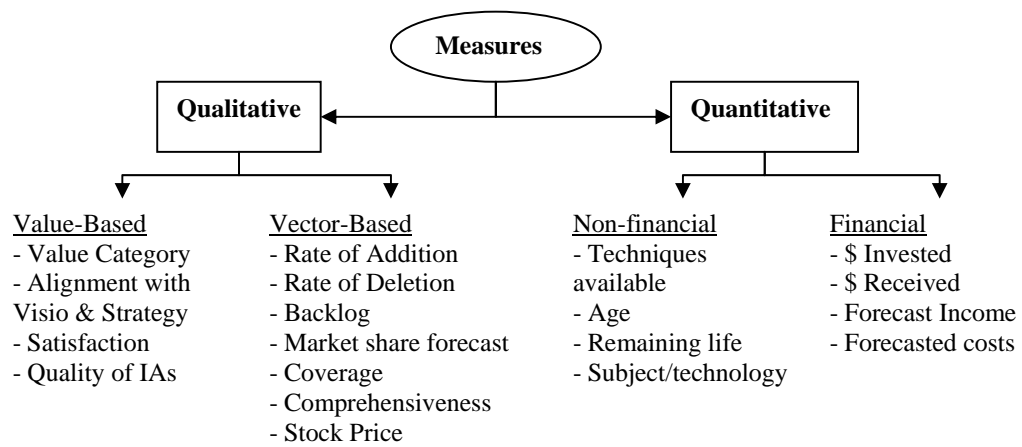 Measures
Qualitative
Quantitative
Value-Based
- Value Category
- Alignment with
Visio & Strategy
- Satisfaction
- Quality of IAs
Vector-Based
- Rate of Addition
- Rate of Deletion
- Backlog
- Market share forecast
- Coverage
- Comprehensiveness
- Stock Price
Non-financial
- Techniques
available
- Age
- Remaining life
- Subject/technology
Financial
- $ Invested
- $ Received
- Forecast Income
- Forecasted costs